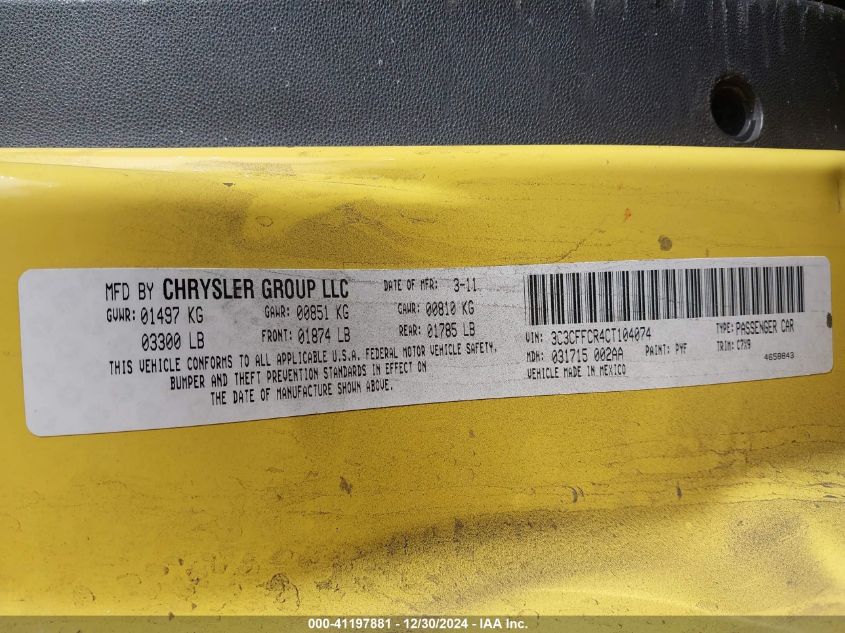 MFD BY CHRYSLER GROUP LLC DATE OF MFR: 3-11
GVWR: 01497 KG GAWR: 00851 KG GAWR: 00810 KG
03300 LB FRONT: 01874 LB REAR: 01785 LB
THIS VEHICLE CONFORMS TO ALL APPLICABLE U.S.A. FEDERAL MOTOR VEHICLE SAFETY,
BUMPER AND THEFT PREVENTION STANDARDS IN EFFECT ON
THE DATE OF MANUFACTURE SHOWN ABOVE.
VIN: 3C3CFFCR4CT104074 TYPE: PASSENGER CAR
MDH: 031715 002AA PAINT: PYF TRIM: C7X9
VEHICLE MADE IN MEXICO 4658843
000-41197881 - 12/30/2024 - IAA Inc.